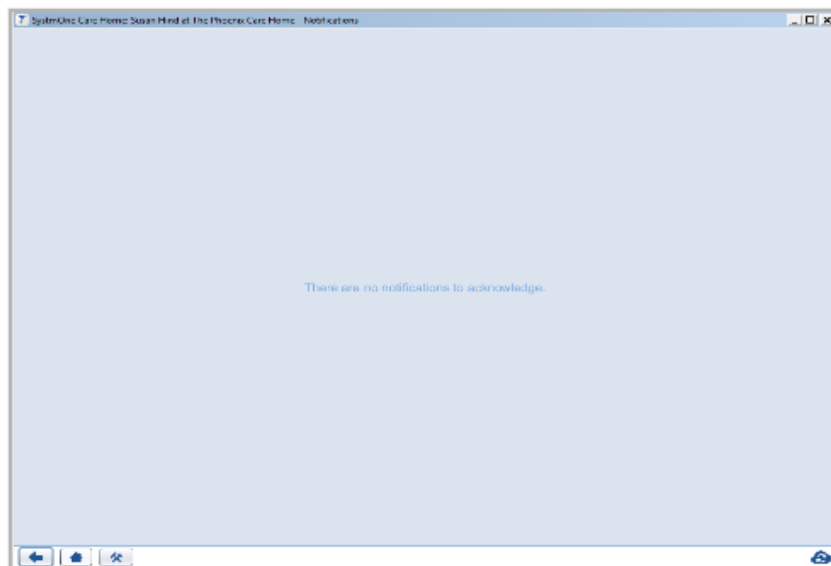 SystmOne Care Home: Susan Hind at The Phoenix Care Home - Notifications
There are no notifications to acknowledge.